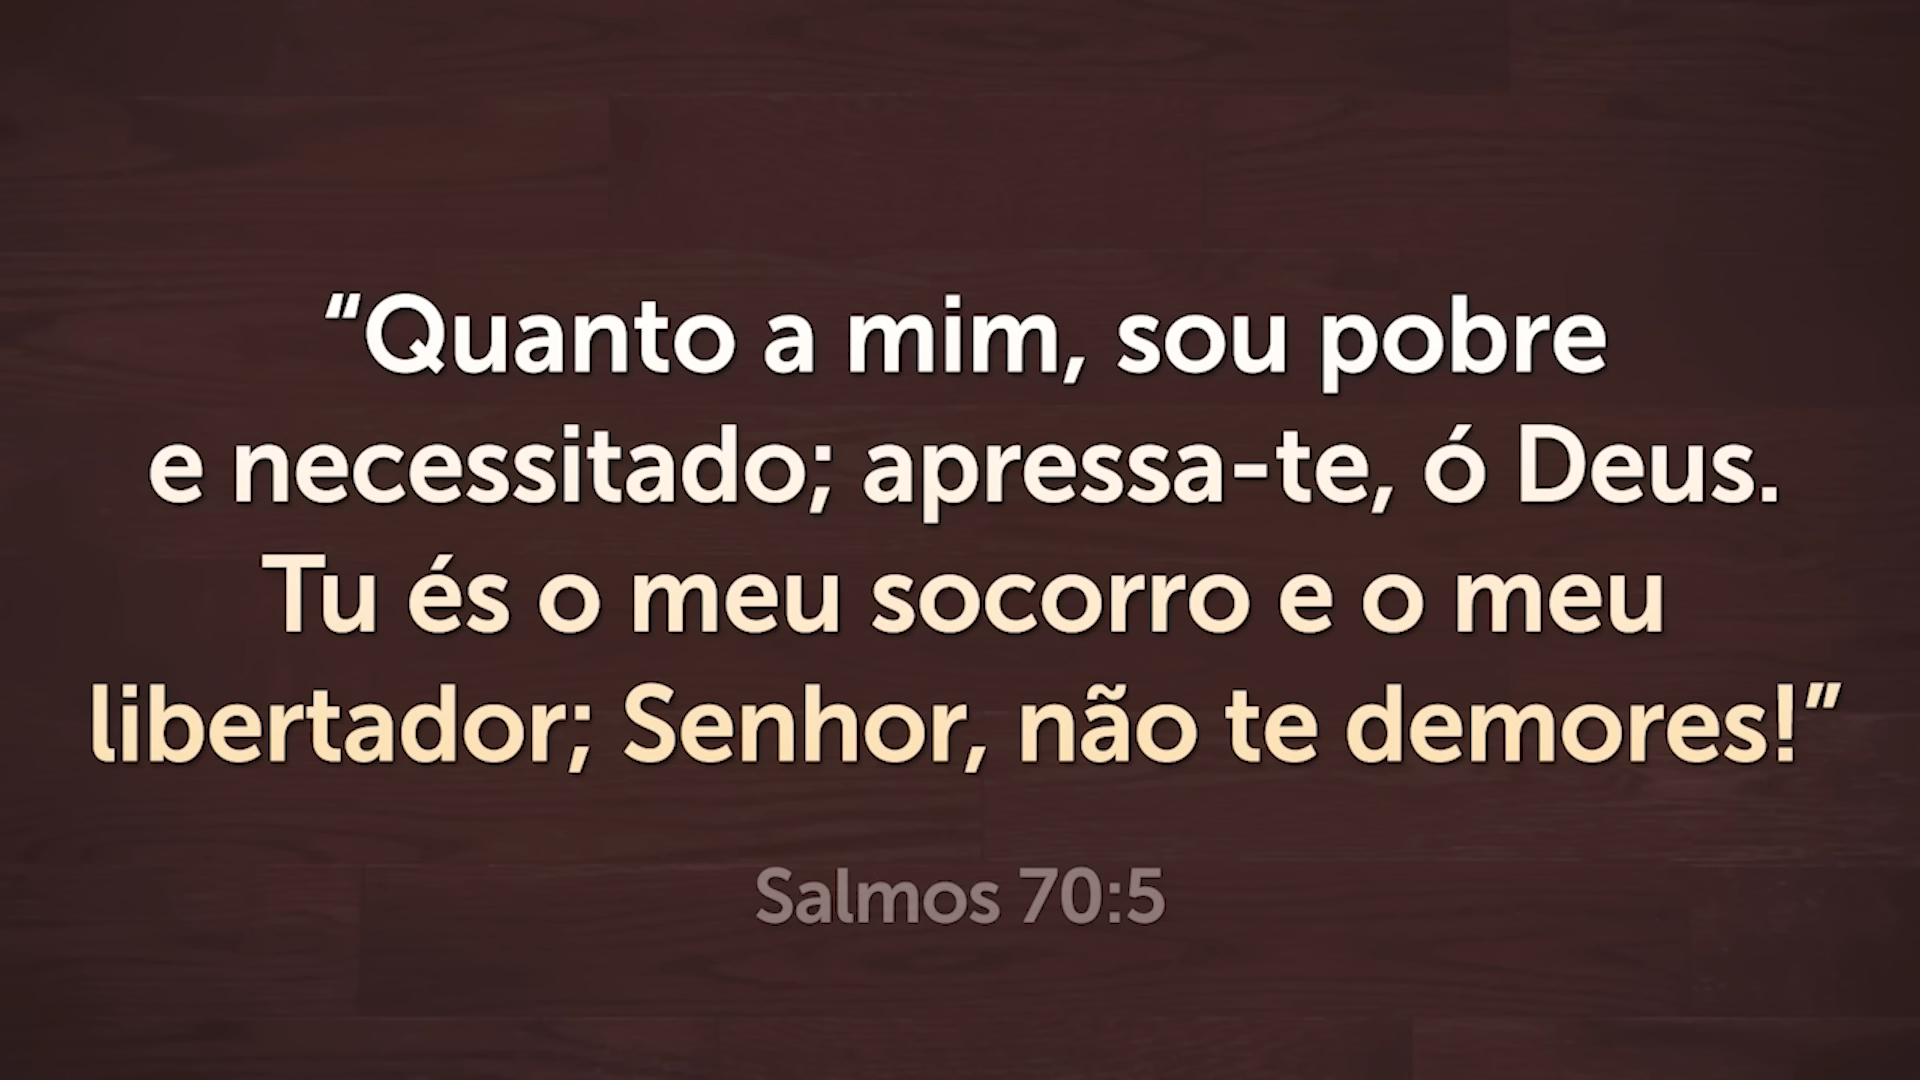 “Quanto a mim, sou pobre
e necessitado; apressa-te, ó Deus.
Tu és o meu socorro e o meu
libertador; Senhor, não te demores!”
Salmos 70:5